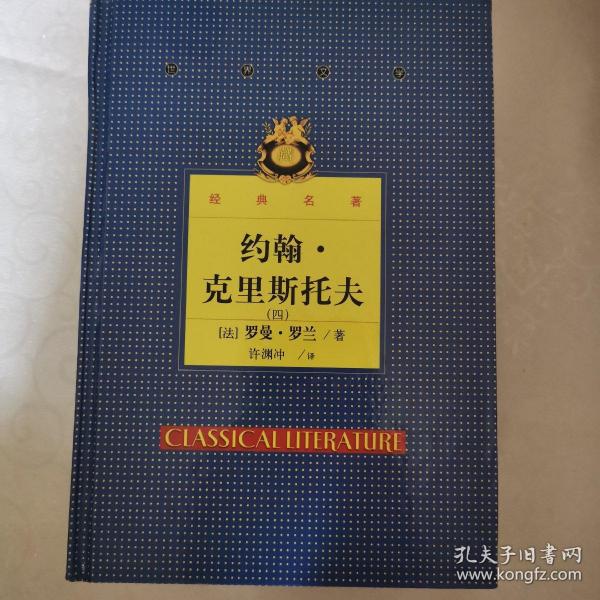 世界文学
经典名著
约翰·
克里斯托夫
(四)
[法] 罗曼·罗兰/著
许渊冲 /译
CLASSICAL LITERATURE
孔夫子旧书网
www.kongfz.com